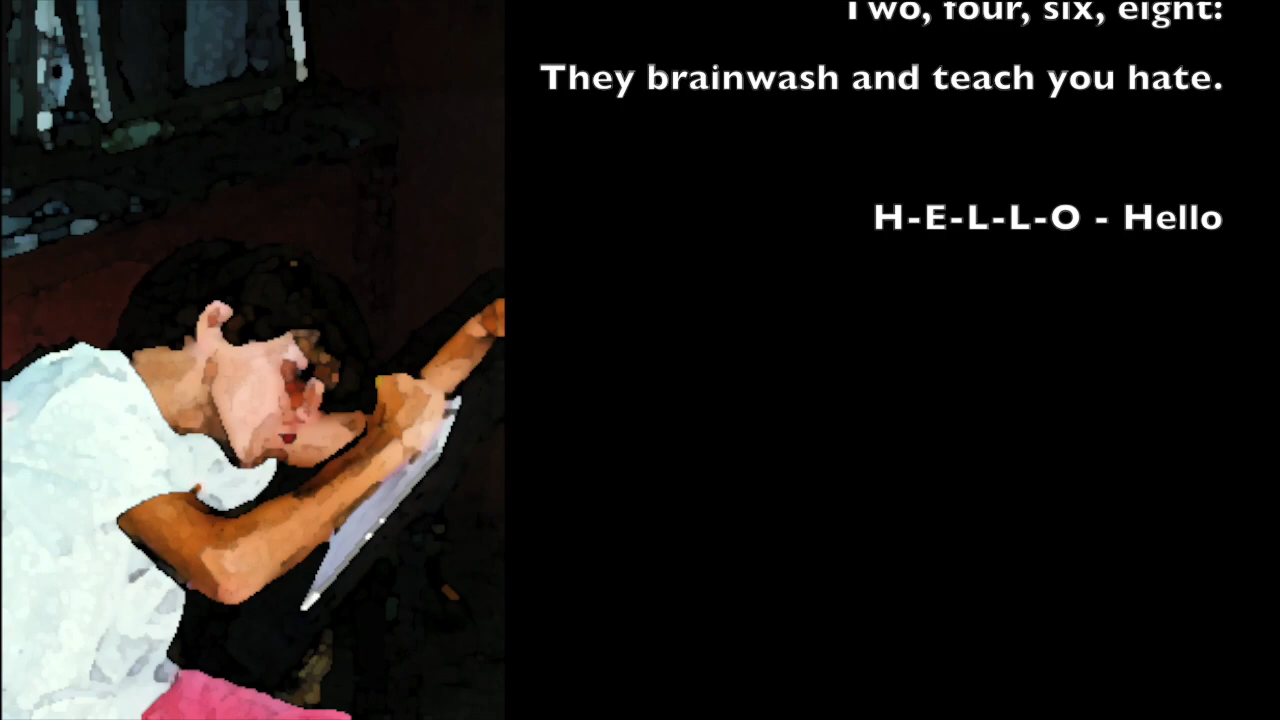 Two, four, six, eight:
They brainwash and teach you hate.
H-E-L-L-O - Hello